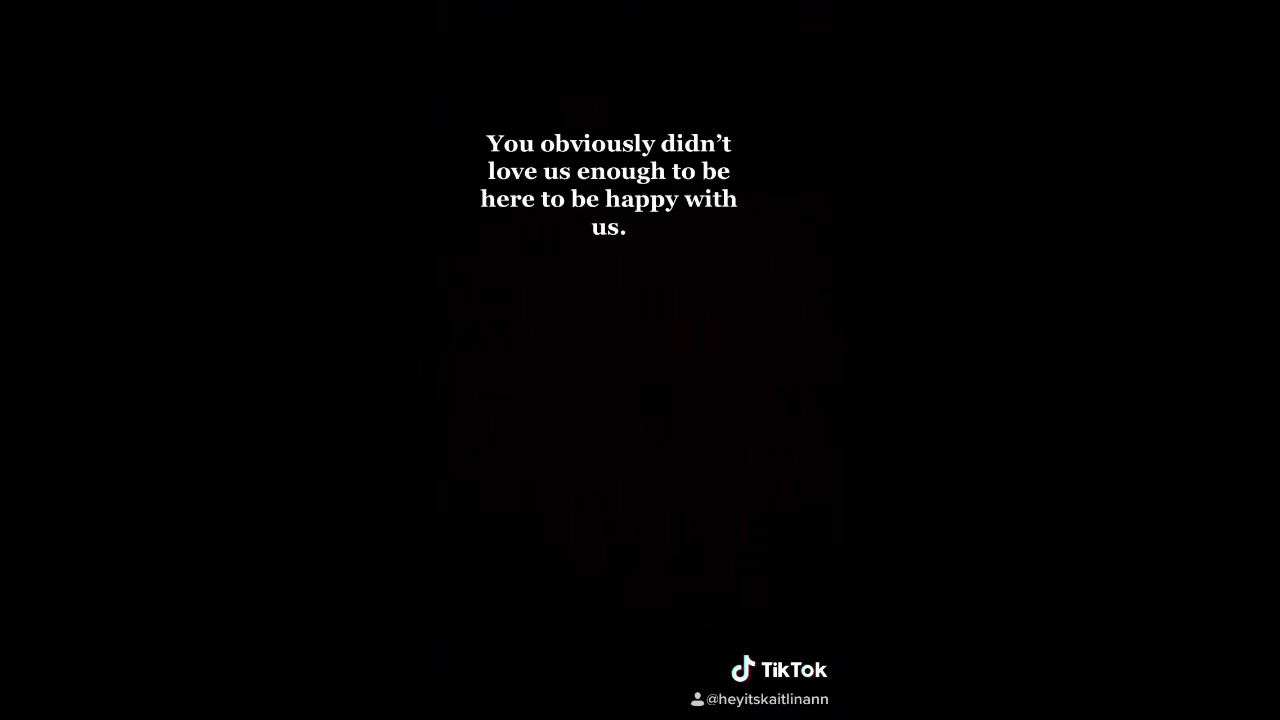 You obviously didn’t
love us enough to be
here to be happy with
us.
TikTok
@heyitskaitlinann